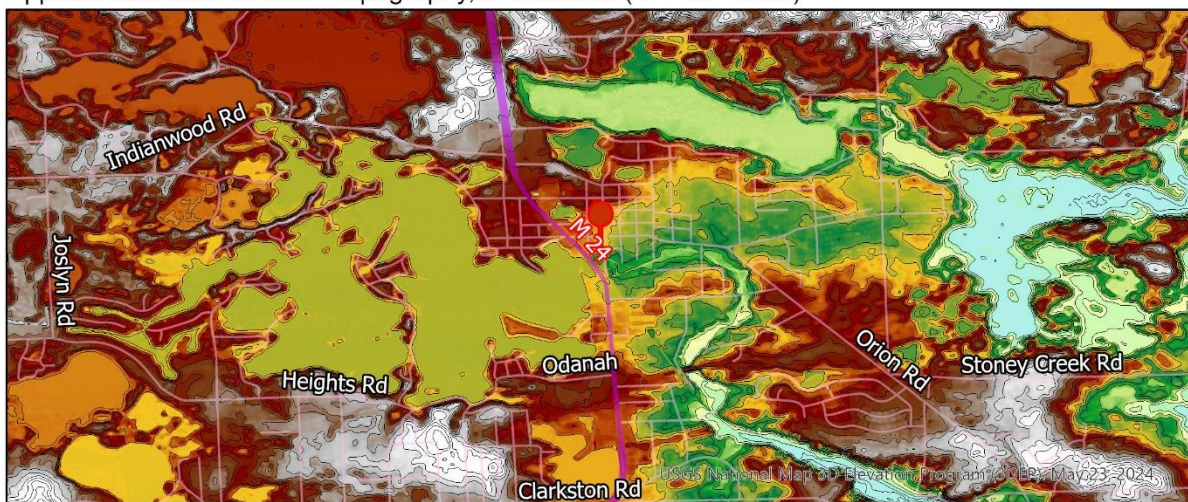 Indianwood Rd
M 24
Joslyn Rd
Heights Rd
Odanah
Orion Rd
Stoney Creek Rd
USGS National Map 3D Elevation Program (3DEP). May 23, 2024.
Clarkston Rd